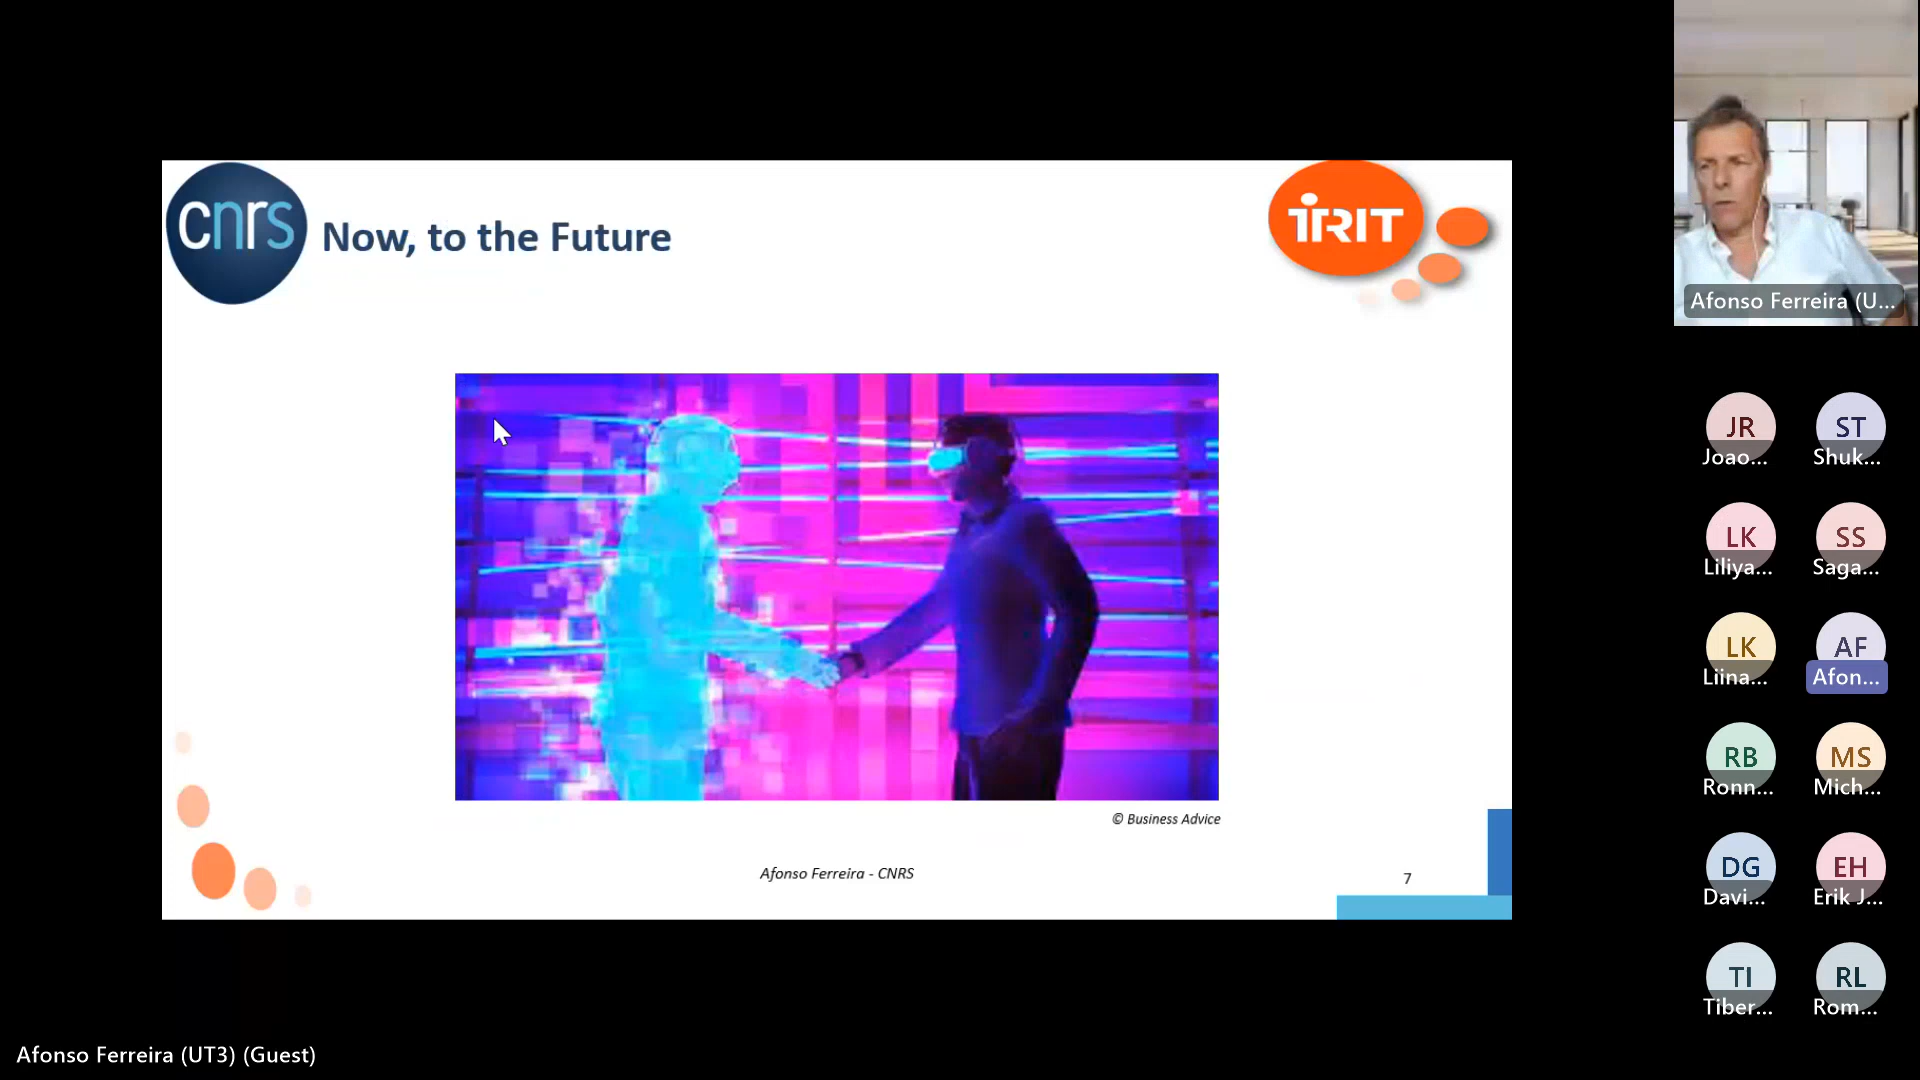 cnrs
Now, to the Future
iRIT
© Business Advice
Afonso Ferreira - CNRS
7
Afonso Ferreira (U...
JR
Joao...
ST
Shuk...
LK
Liliya...
SS
Saga...
LK
Liina...
AF
Afon...
RB
Ronn...
MS
Mich...
DG
Davi...
EH
Erik J...
TI
Tiber...
RL
Rom...
Afonso Ferreira (UT3) (Guest)